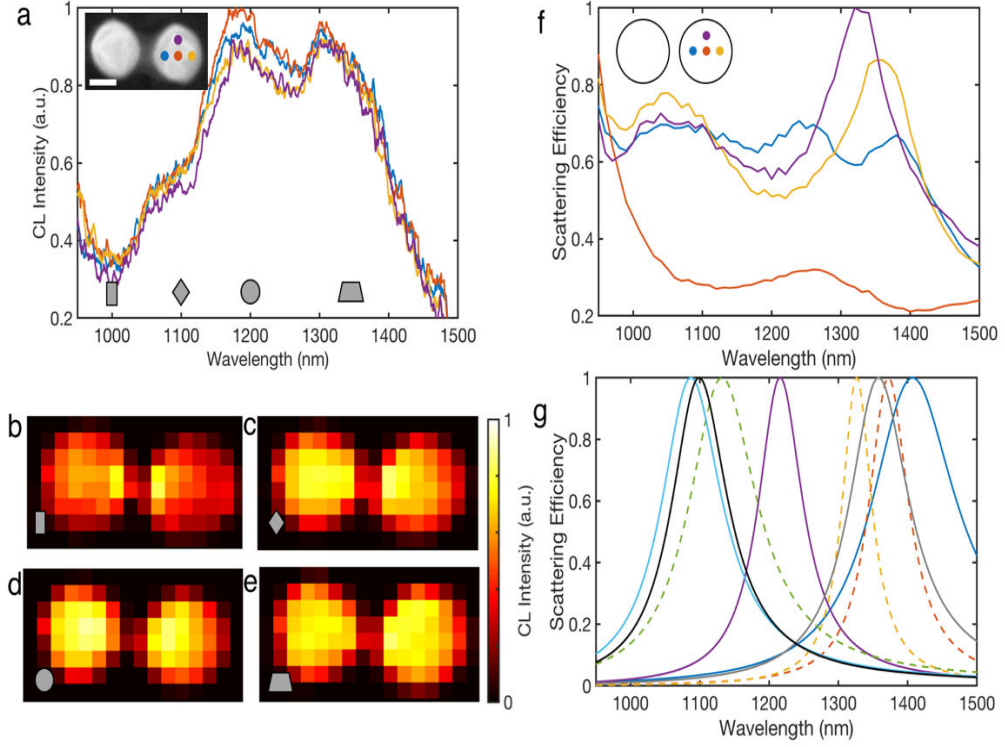 a
CL Intensity (a.u.)
1
0.8
0.6
0.4
0.2
1000 1100 1200 1300 1400 1500
Wavelength (nm)
f
Scattering Efficiency
1
0.8
0.6
0.4
0.2
1000 1100 1200 1300 1400 1500
Wavelength (nm)
b
c
d
e
1
CL Intensity (a.u.)
0
g
Scattering Efficiency
1
0.8
0.6
0.4
0.2
0
1000 1100 1200 1300 1400 1500
Wavelength (nm)